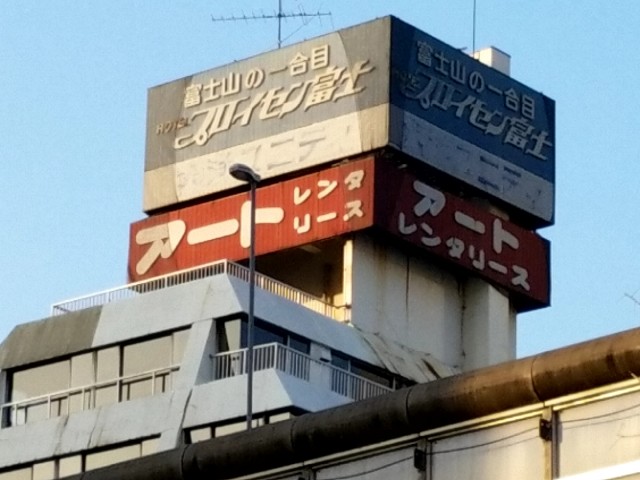 富士山の一合目
HOTEL プロイセン富士
アート レンタ
リース
富士山の一合目
プロイセン富士
アート
レンタリース